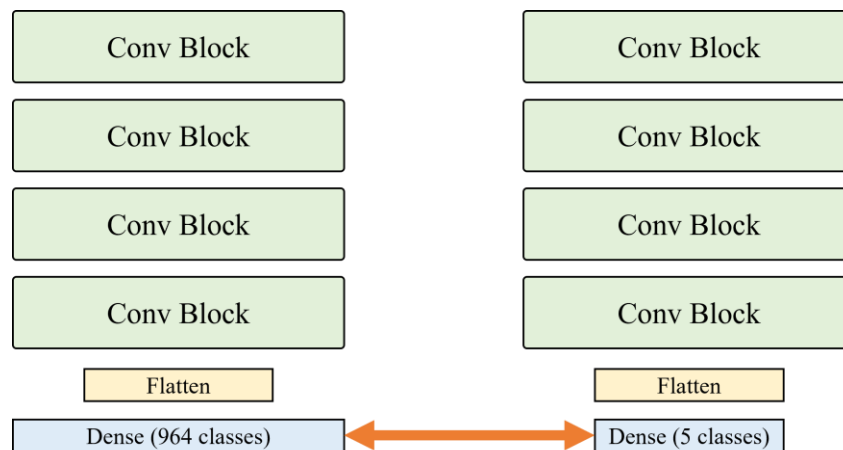 Conv Block
Conv Block
Conv Block
Conv Block
Conv Block
Conv Block
Conv Block
Conv Block
Flatten
Flatten
Dense (964 classes)
Dense (5 classes)